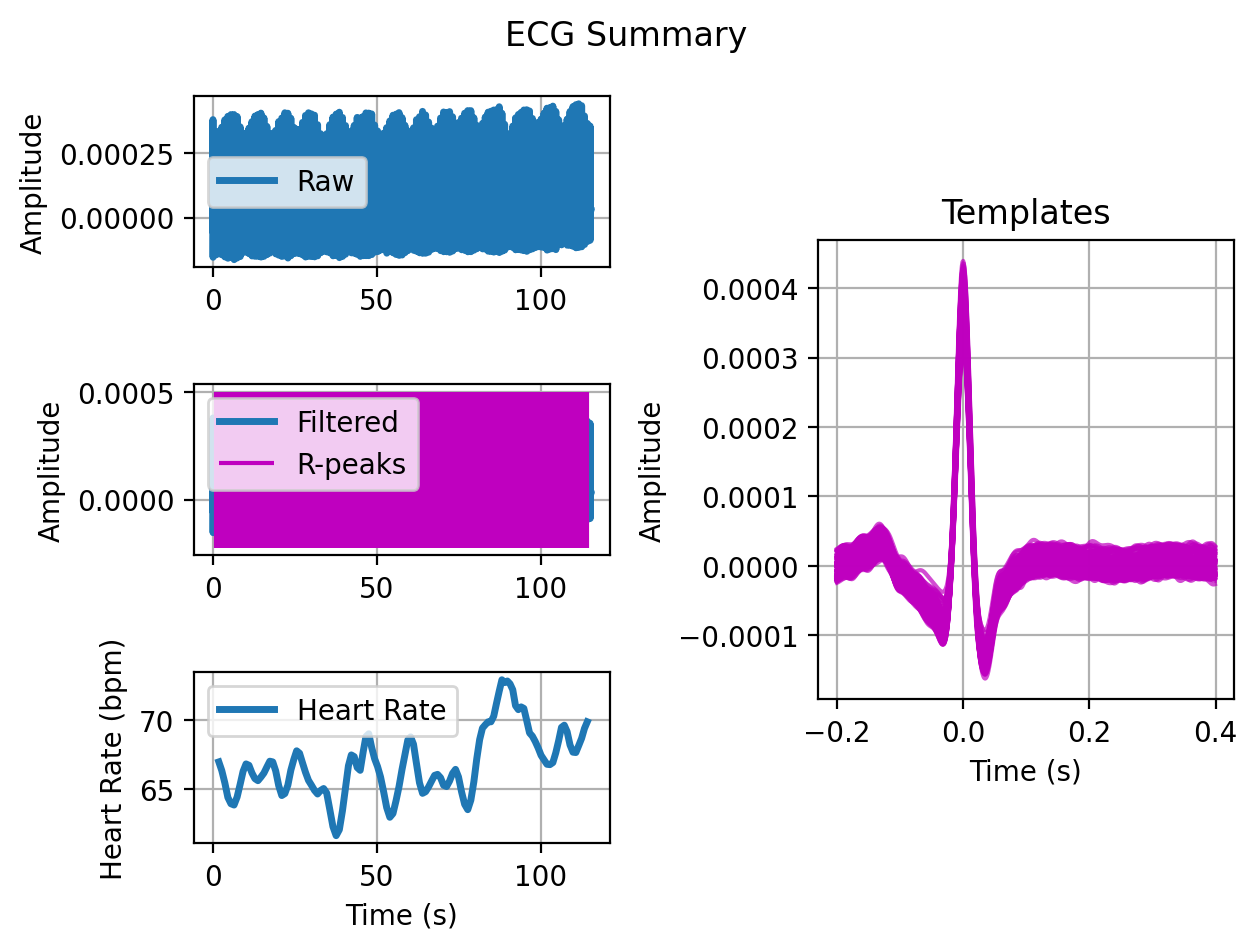 ECG Summary
Amplitude
0.00025
0.00000
Raw
0
50
100
Amplitude
0.0005
0.0000
Filtered
R-peaks
0
50
100
Heart Rate (bpm)
70
65
Heart Rate
0
50
100
Time (s)
Templates
Amplitude
0.0004
0.0003
0.0002
0.0001
0.0000
−0.0001
−0.2
0.0
0.2
0.4
Time (s)